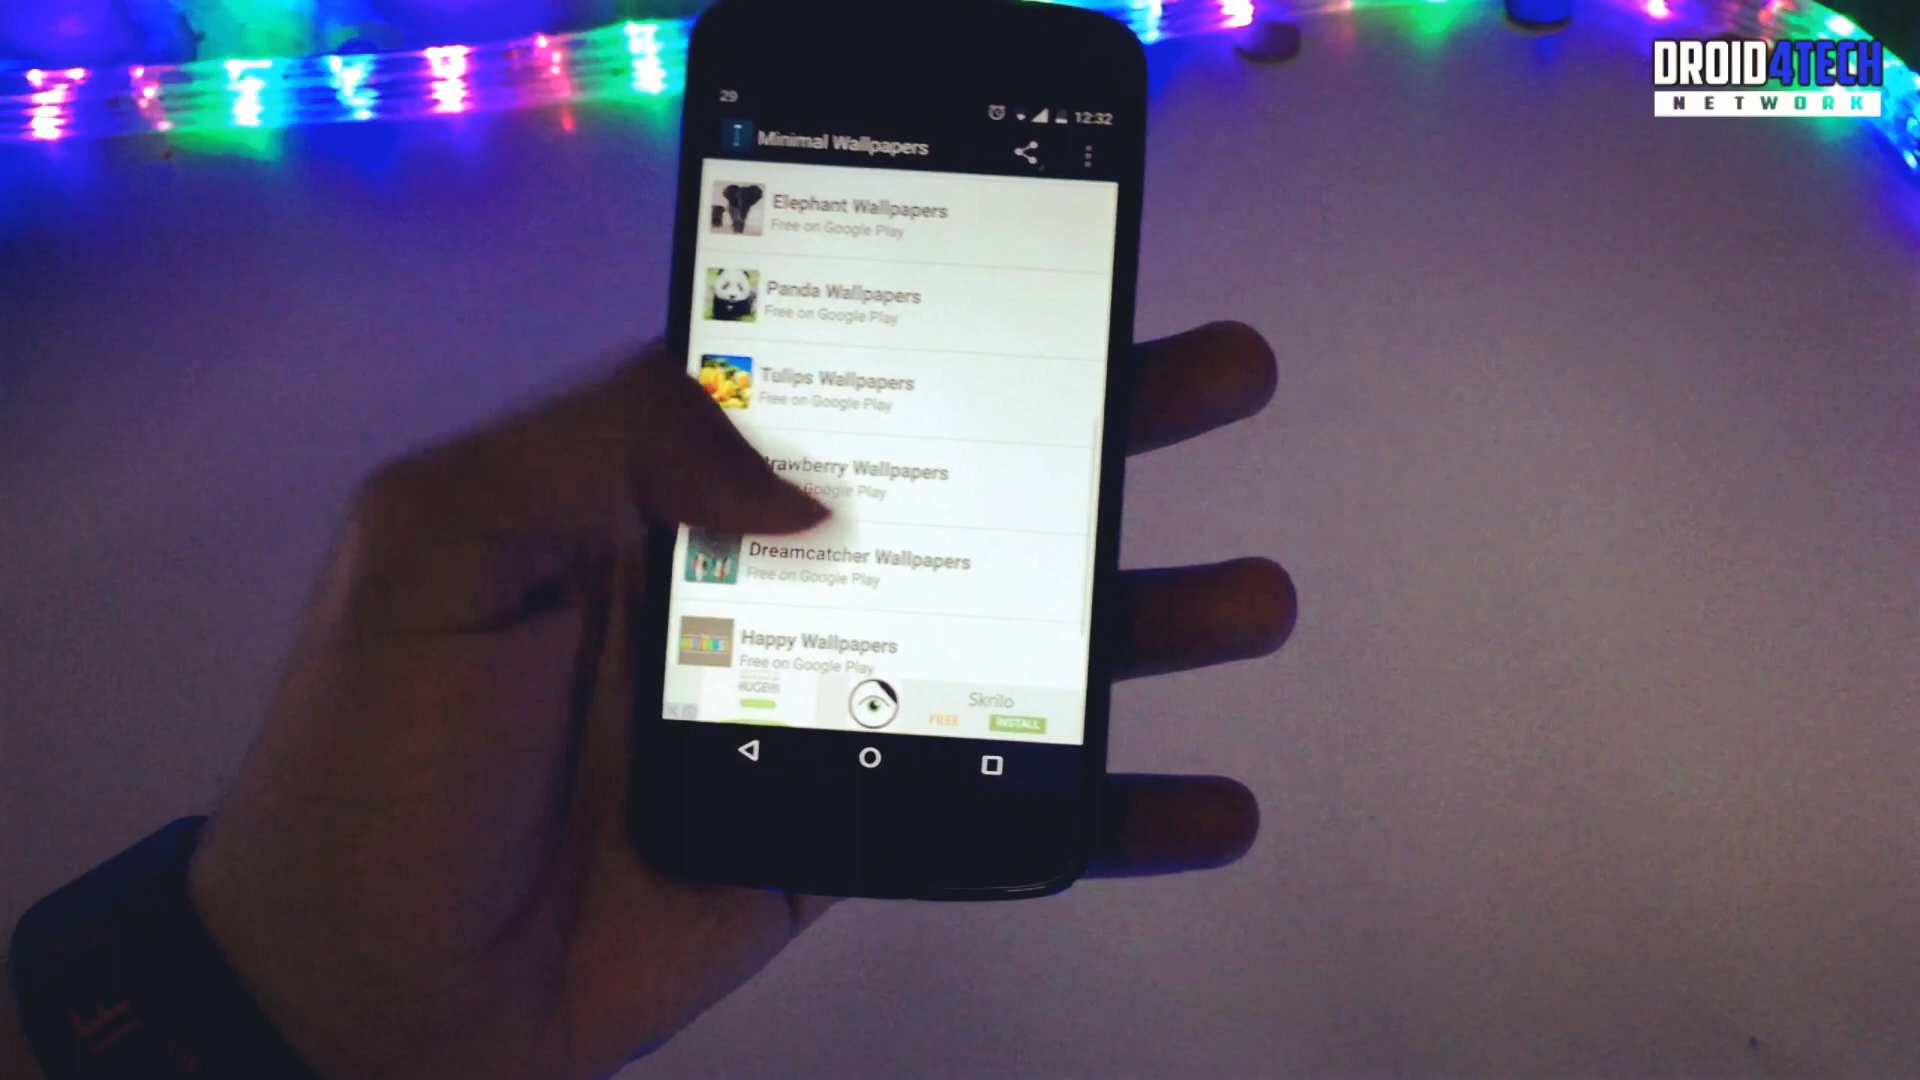 DROID4TECH
NETWORK
29
12:32
Minimal Wallpapers
Elephant Wallpapers
Free on Google Play
Panda Wallpapers
Free on Google Play
Tulips Wallpapers
Free on Google Play
trawberry Wallpapers
Google Play
Dreamcatcher Wallpapers
Free on Google Play
Happy Wallpapers
Free on Google Play
HUGE!!!
Skrilo
FREE
INSTALL